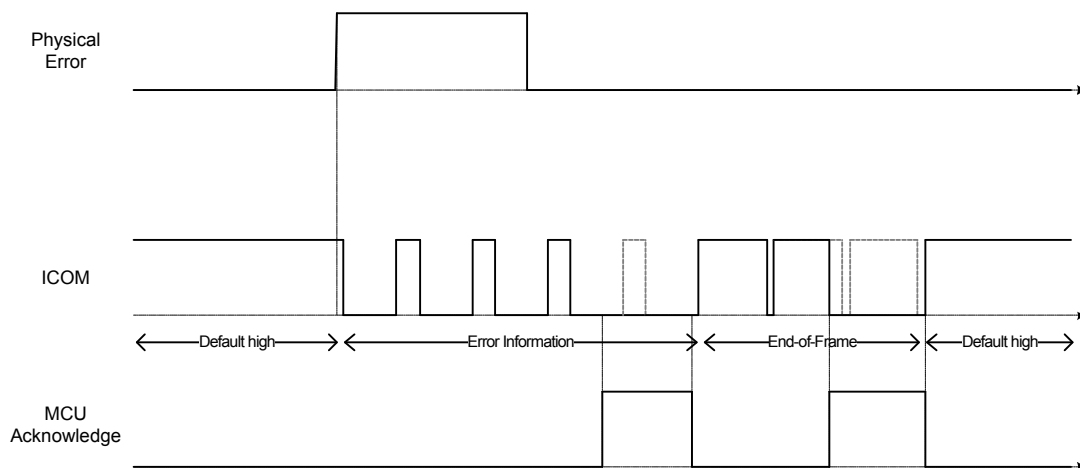 Physical
Error
ICOM
Default high
Error Information
End-of-Frame
Default high
MCU
Acknowledge